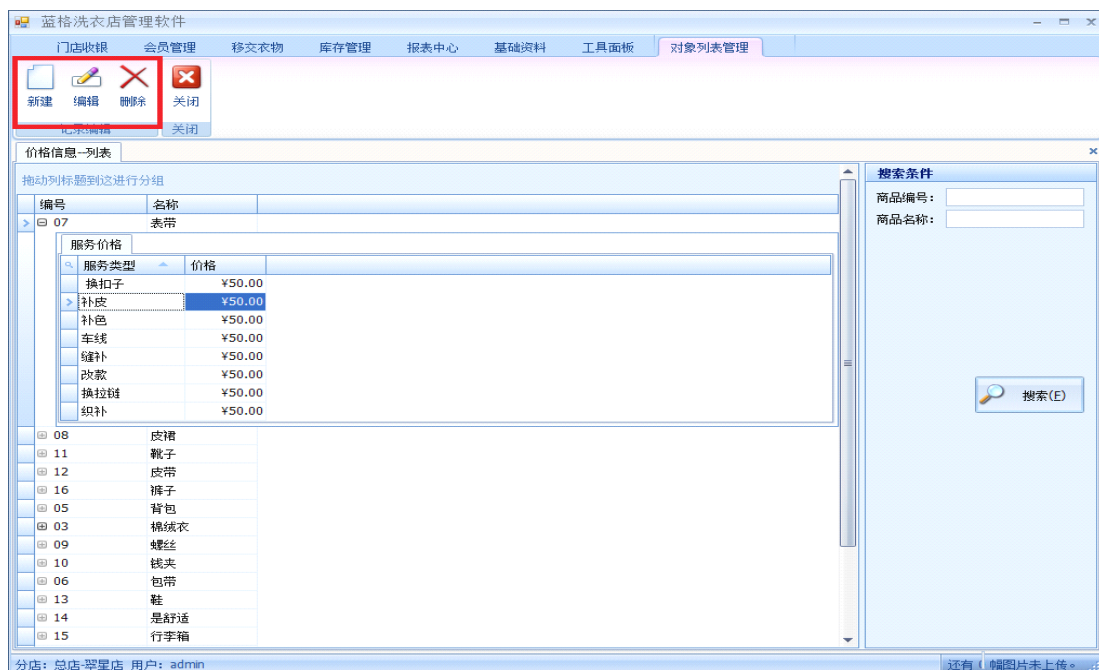 蓝格洗衣店管理软件
门店收银 会员管理 移交衣物 库存管理 报表中心 基础资料 工具面板 对象列表管理
新建 编辑 删除 关闭
记录编辑 关闭
价格信息--列表
拖动列标题到这进行分组
搜索条件
商品编号：
商品名称：
搜索(F)
编号 名称
07 表带
服务价格
服务类型 价格
换扣子 ¥50.00
补皮 ¥50.00
补色 ¥50.00
车线 ¥50.00
缝补 ¥50.00
改款 ¥50.00
换拉链 ¥50.00
织补 ¥50.00
08 皮裙
11 靴子
12 皮带
16 裤子
05 背包
03 棉绒衣
09 螺丝
10 钱夹
06 包带
13 鞋
14 是舒适
15 行李箱
分店：总店-翠星店 用户：admin
还有 幅图片未上传。